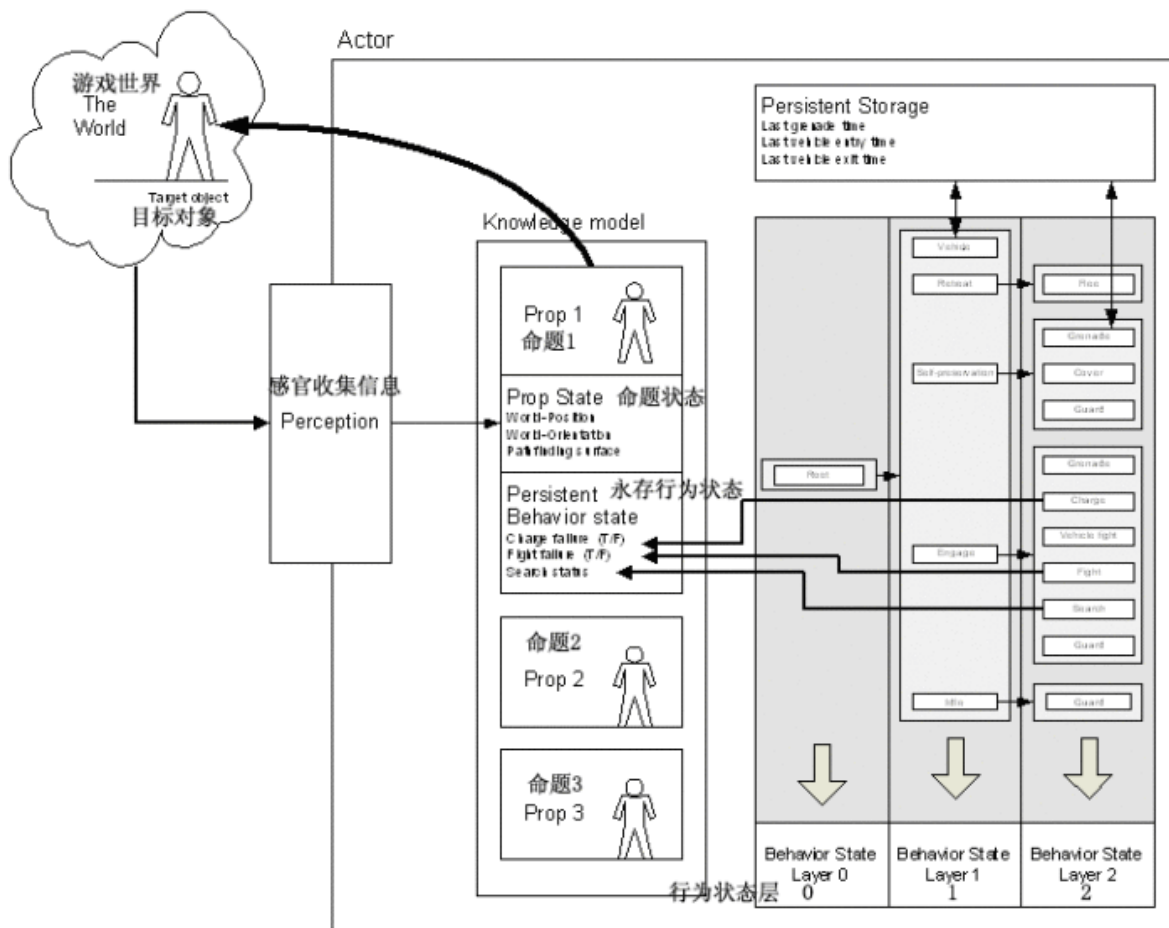 Actor
游戏世界
The
World
Target object
目标对象
感官收集信息
Perception
Knowledge model
Prop 1
命题1
Prop State 命题状态
World-Position
World-Orientation
Pathfinding surface
Persistent 永存行为状态
Behavior state
Charge failure (T/F)
Fight failure (T/F)
Search status
命题2
Prop 2
命题3
Prop 3
Persistent Storage
Last grenade time
Last vehicle entry time
Last vehicle exit time
Root
Vehicle
Retreat
Self-preservation
Engage
Idle
Flee
Grenade
Cover
Guard
Grenade
Charge
Vehicle fight
Fight
Search
Guard
Guard
Behavior State
Layer 0
Behavior State
Layer 1
Behavior State
Layer 2
行为状态层 0 1 2